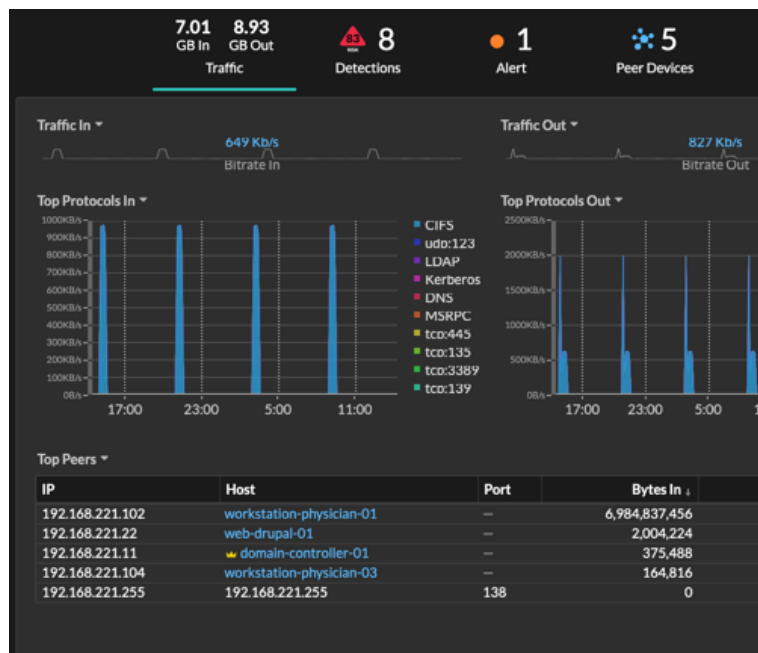 7.01 8.93 83 8 1 5
GB In GB Out RISK
Traffic Detections Alert Peer Devices
Traffic In Traffic Out
649 Kb/s 827 Kb/s
Bitrate In Bitrate Out
Top Protocols In Top Protocols Out
1000KB/s
900KB/s
800KB/s
700KB/s
600KB/s
500KB/s
400KB/s
300KB/s
200KB/s
100KB/s
0B/s
17:00 23:00 5:00 11:00
CIFS
udp:123
LDAP
Kerberos
DNS
MSRPC
tcp:445
tcp:135
tcp:3389
tcp:139
2500KB/s
2000KB/s
1500KB/s
1000KB/s
500KB/s
0B/s
17:00 23:00 5:00 1
Top Peers
IP Host Port Bytes In ↓
192.168.221.102 workstation-physician-01 — 6,984,837,456
192.168.221.22 web-drupal-01 — 2,004,224
192.168.221.11 domain-controller-01 — 375,488
192.168.221.104 workstation-physician-03 — 164,816
192.168.221.255 192.168.221.255 138 0